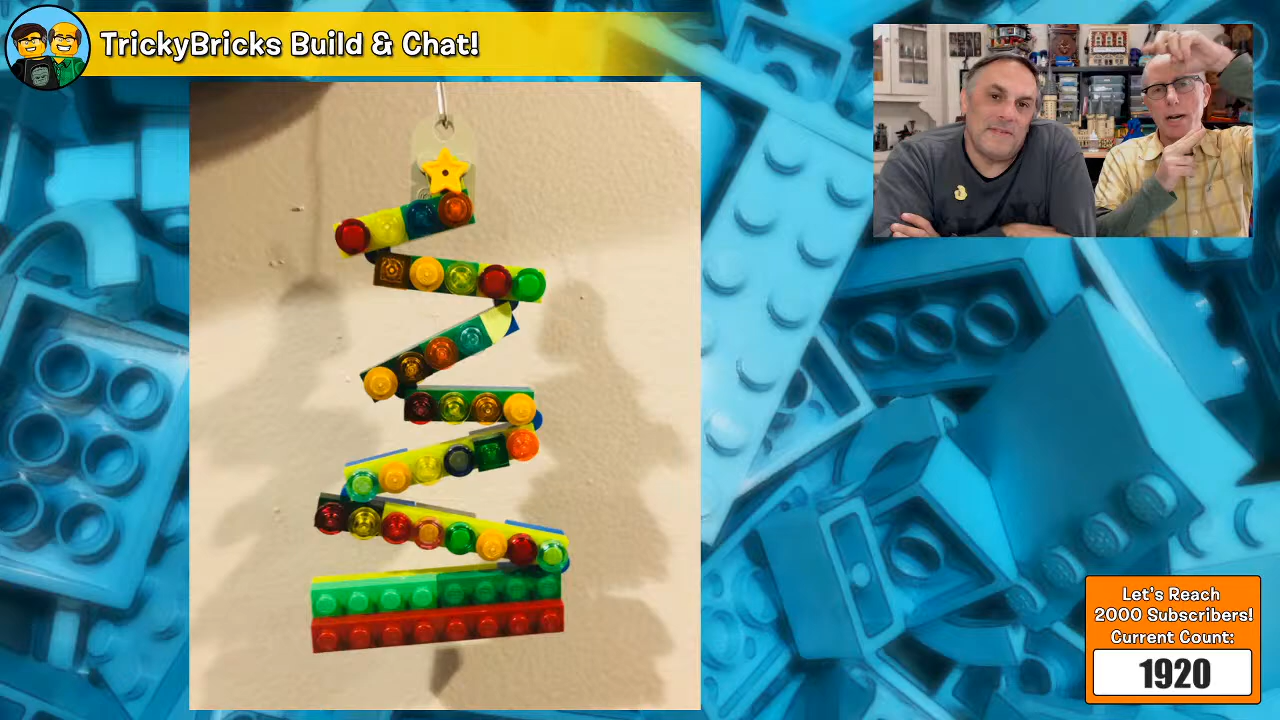 TrickyBricks Build & Chat!
Let's Reach
2000 Subscribers!
Current Count:
1920